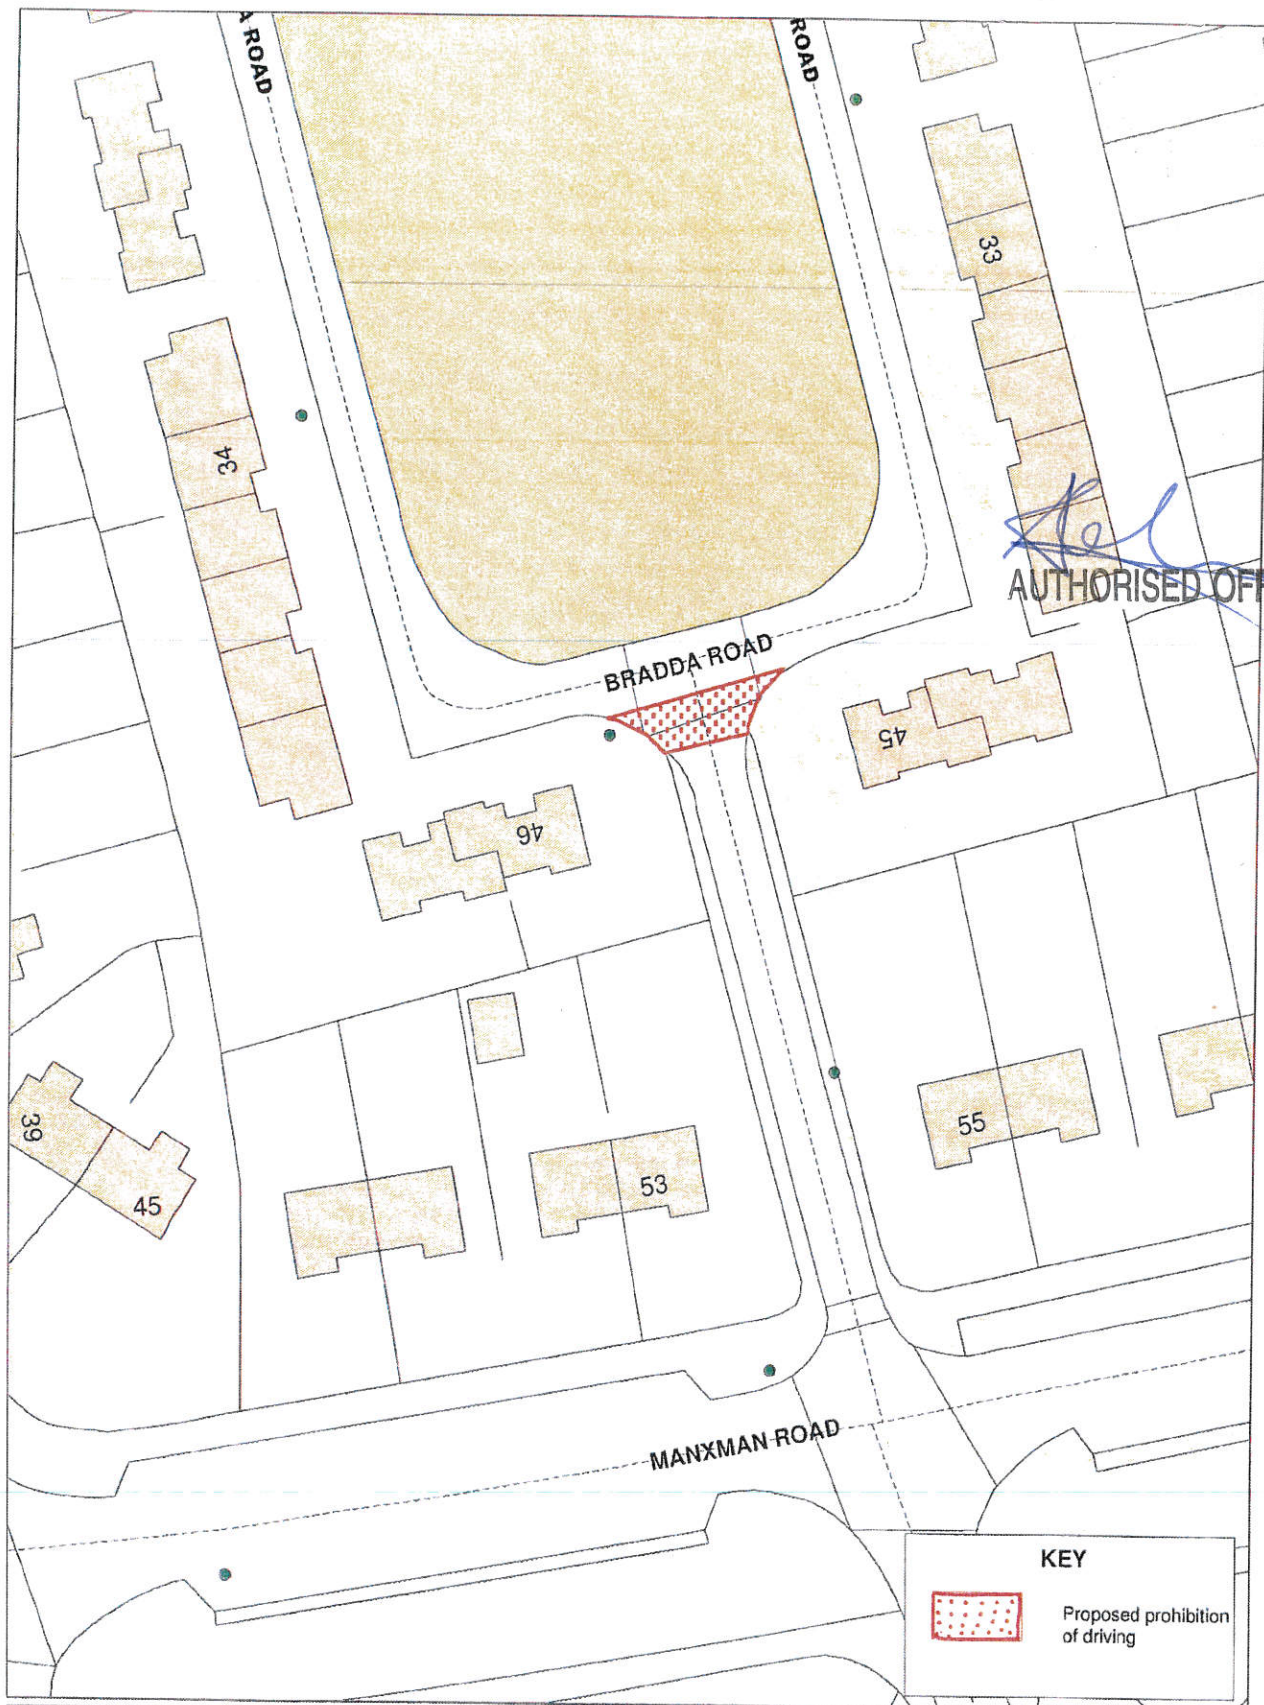 A ROAD
ROAD
33
34
AUTHORISED OFF
BRADDA ROAD
45
46
39
45
53
55
MANXMAN ROAD
KEY
Proposed prohibition
of driving